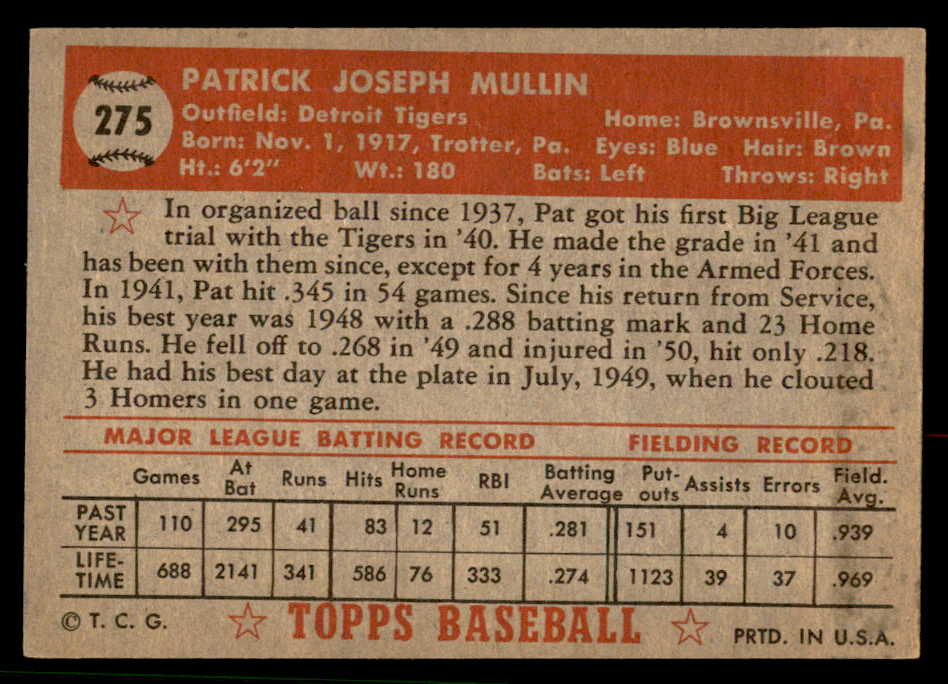 275
PATRICK JOSEPH MULLIN
Outfield: Detroit Tigers Home: Brownsville, Pa.
Born: Nov. 1, 1917, Trotter, Pa. Eyes: Blue Hair: Brown
Ht.: 6'2" Wt.: 180 Bats: Left Throws: Right
In organized ball since 1937, Pat got his first Big League
trial with the Tigers in '40. He made the grade in '41 and
has been with them since, except for 4 years in the Armed Forces.
In 1941, Pat hit .345 in 54 games. Since his return from Service,
his best year was 1948 with a .288 batting mark and 23 Home
Runs. He fell off to .268 in '49 and injured in '50, hit only .218.
He had his best day at the plate in July, 1949, when he clouted
3 Homers in one game.
MAJOR LEAGUE BATTING RECORD FIELDING RECORD
Games At Bat Runs Hits Home Runs RBI Batting Average Put-outs Assists Errors Field. Avg.
PAST YEAR 110 295 41 83 12 51 .281 151 4 10 .939
LIFE-TIME 688 2141 341 586 76 333 .274 1123 39 37 .969
© T. C. G. TOPPS BASEBALL PRTD. IN U.S.A.